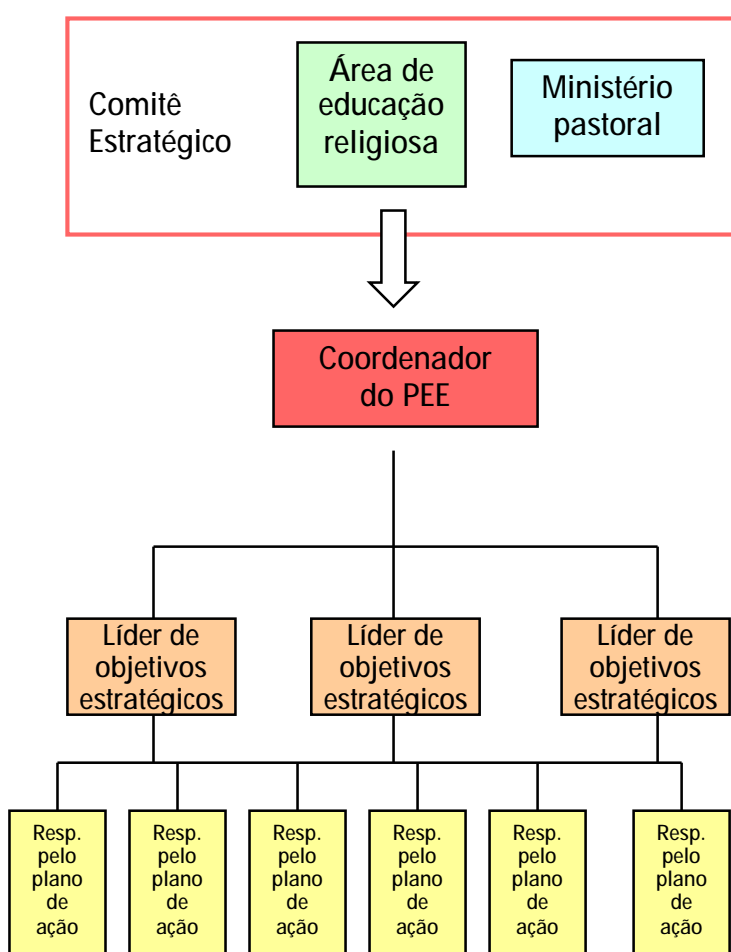 Comitê
Estratégico
Área de
educação
religiosa
Ministério
pastoral
Coordenador
do PEE
Líder de
objetivos
estratégicos
Líder de
objetivos
estratégicos
Líder de
objetivos
estratégicos
Resp.
pelo
plano
de
ação
Resp.
pelo
plano
de
ação
Resp.
pelo
plano
de
ação
Resp.
pelo
plano
de
ação
Resp.
pelo
plano
de
ação
Resp.
pelo
plano
de
ação